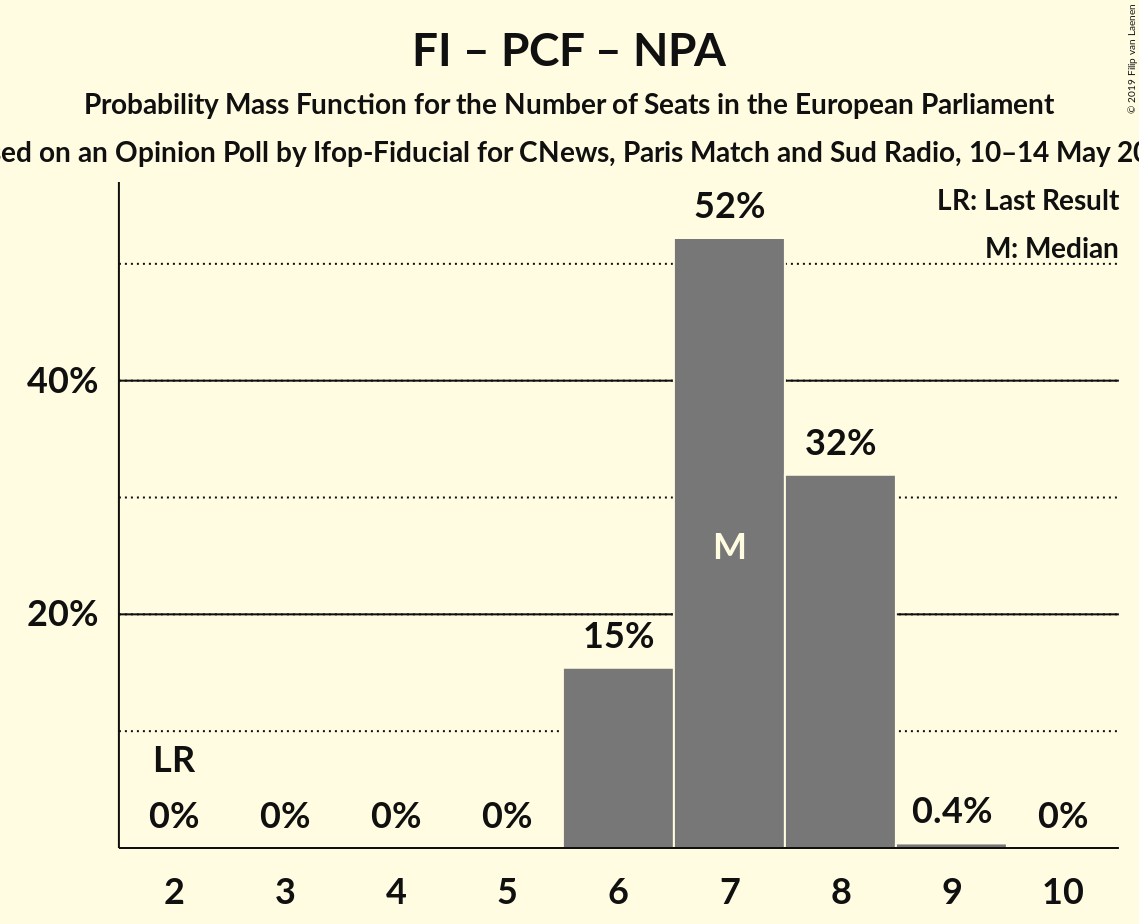 FI – PCF – NPA
Probability Mass Function for the Number of Seats in the European Parliament
on an Opinion Poll by Ifop-Fiducial for CNews, Paris Match and Sud Radio, 10–14 May
© 2019 Filip van Laenen
LR: Last Result
M: Median
52%
40%
32%
M
20%
15%
LR
0% 0% 0% 0% 0.4% 0%
2 3 4 5 6 7 8 9 10